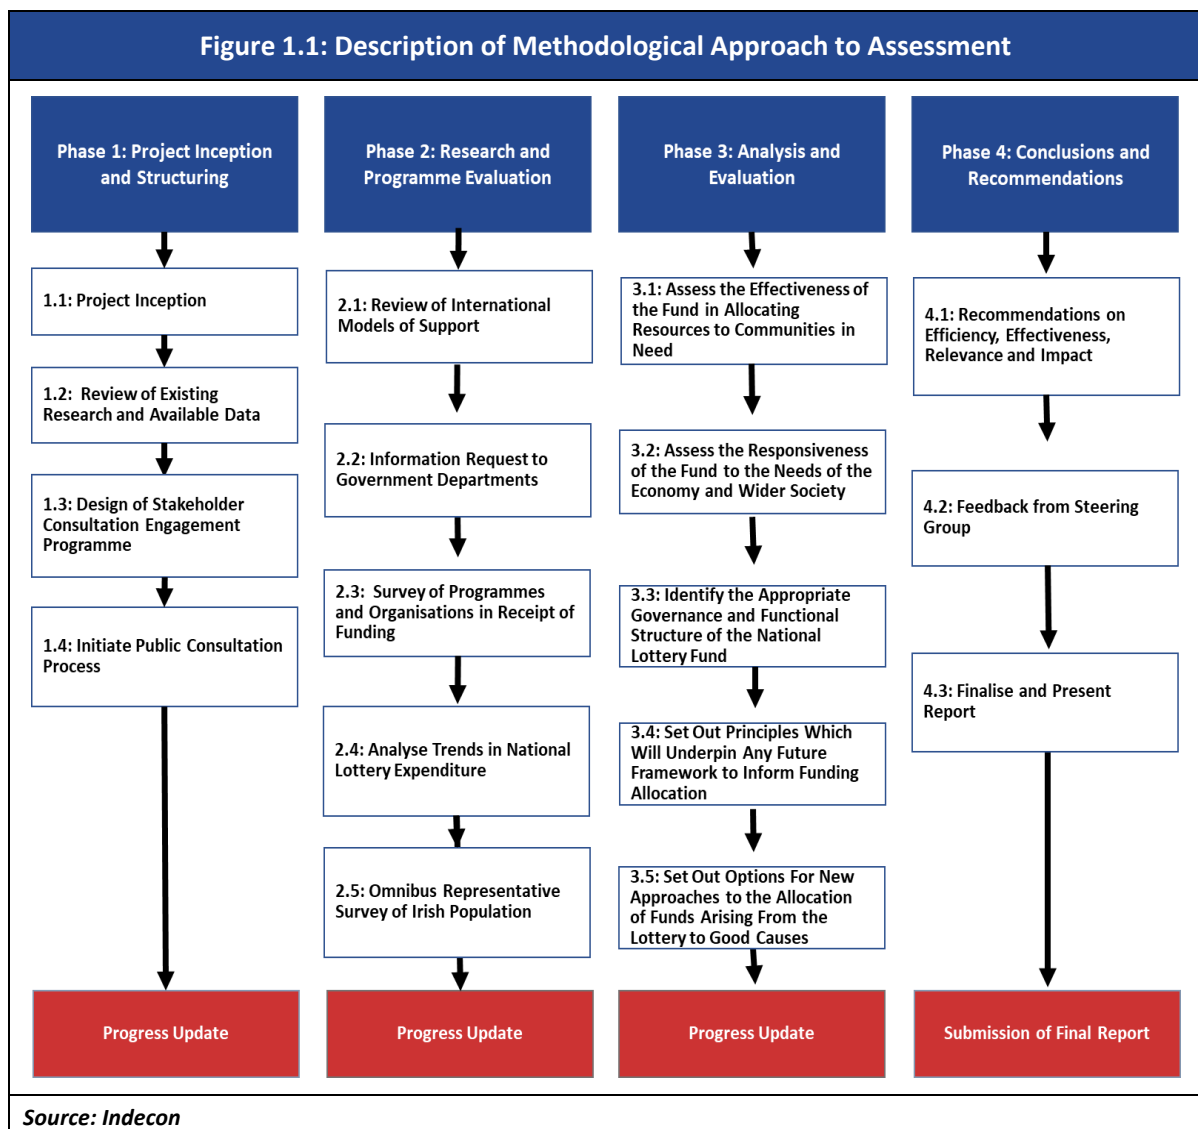 Figure 1.1: Description of Methodological Approach to Assessment
Phase 1: Project Inception
and Structuring
1.1: Project Inception
1.2: Review of Existing
Research and Available Data
1.3: Design of Stakeholder
Consultation Engagement
Programme
1.4: Initiate Public Consultation
Process
Progress Update
Phase 2: Research and
Programme Evaluation
2.1: Review of International
Models of Support
2.2: Information Request to
Government Departments
2.3: Survey of Programmes
and Organisations in Receipt of
Funding
2.4: Analyse Trends in National
Lottery Expenditure
2.5: Omnibus Representative
Survey of Irish Population
Progress Update
Phase 3: Analysis and
Evaluation
3.1: Assess the Effectiveness of
the Fund in Allocating
Resources to Communities in
Need
3.2: Assess the Responsiveness
of the Fund to the Needs of the
Economy and Wider Society
3.3: Identify the Appropriate
Governance and Functional
Structure of the National
Lottery Fund
3.4: Set Out Principles Which
Will Underpin Any Future
Framework to Inform Funding
Allocation
3.5: Set Out Options For New
Approaches to the Allocation
of Funds Arising From the
Lottery to Good Causes
Progress Update
Phase 4: Conclusions and
Recommendations
4.1: Recommendations on
Efficiency, Effectiveness,
Relevance and Impact
4.2: Feedback from Steering
Group
4.3: Finalise and Present
Report
Submission of Final Report
Source: Indecon